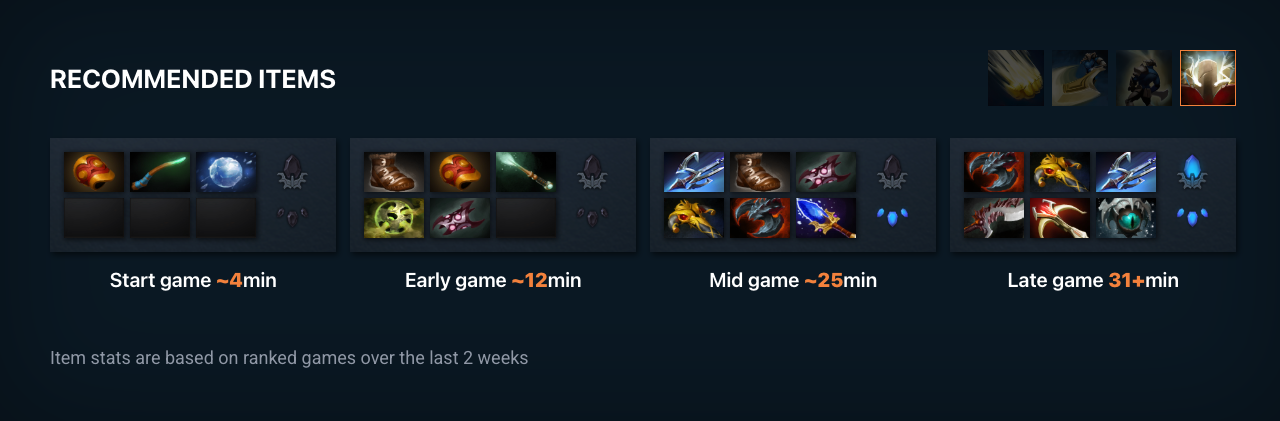 RECOMMENDED ITEMS
Start game ~4min
Early game ~12min
Mid game ~25min
Late game 31+min
Item stats are based on ranked games over the last 2 weeks